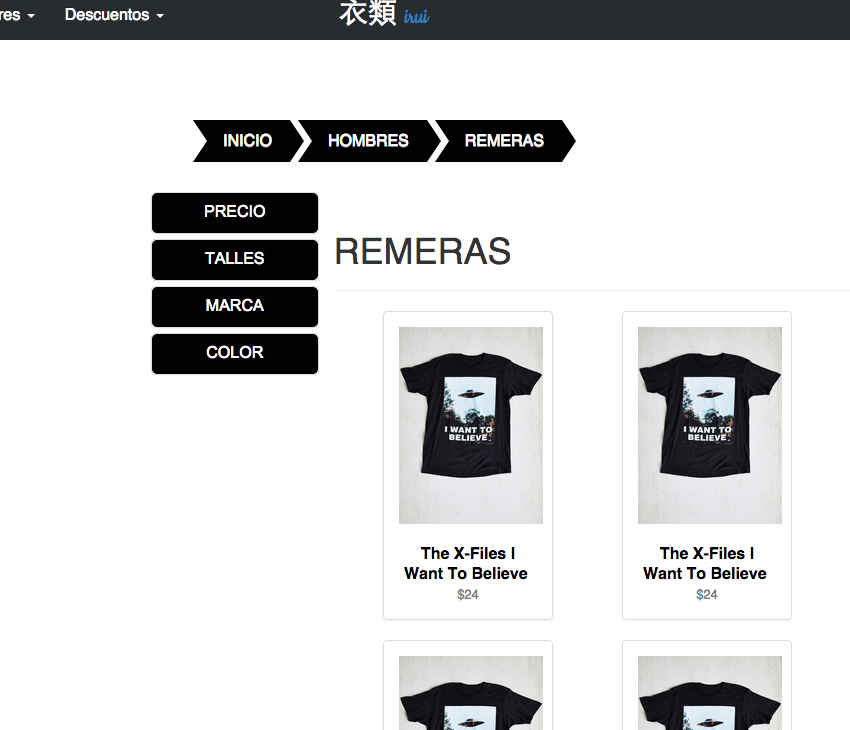 res Descuentos 衣類 irui
INICIO HOMBRES REMERAS
PRECIO
TALLES
MARCA
COLOR
REMERAS
I WANT TO
BELIEVE
I WANT TO
BELIEVE
The X-Files I
Want To Believe
$24
The X-Files I
Want To Believe
$24